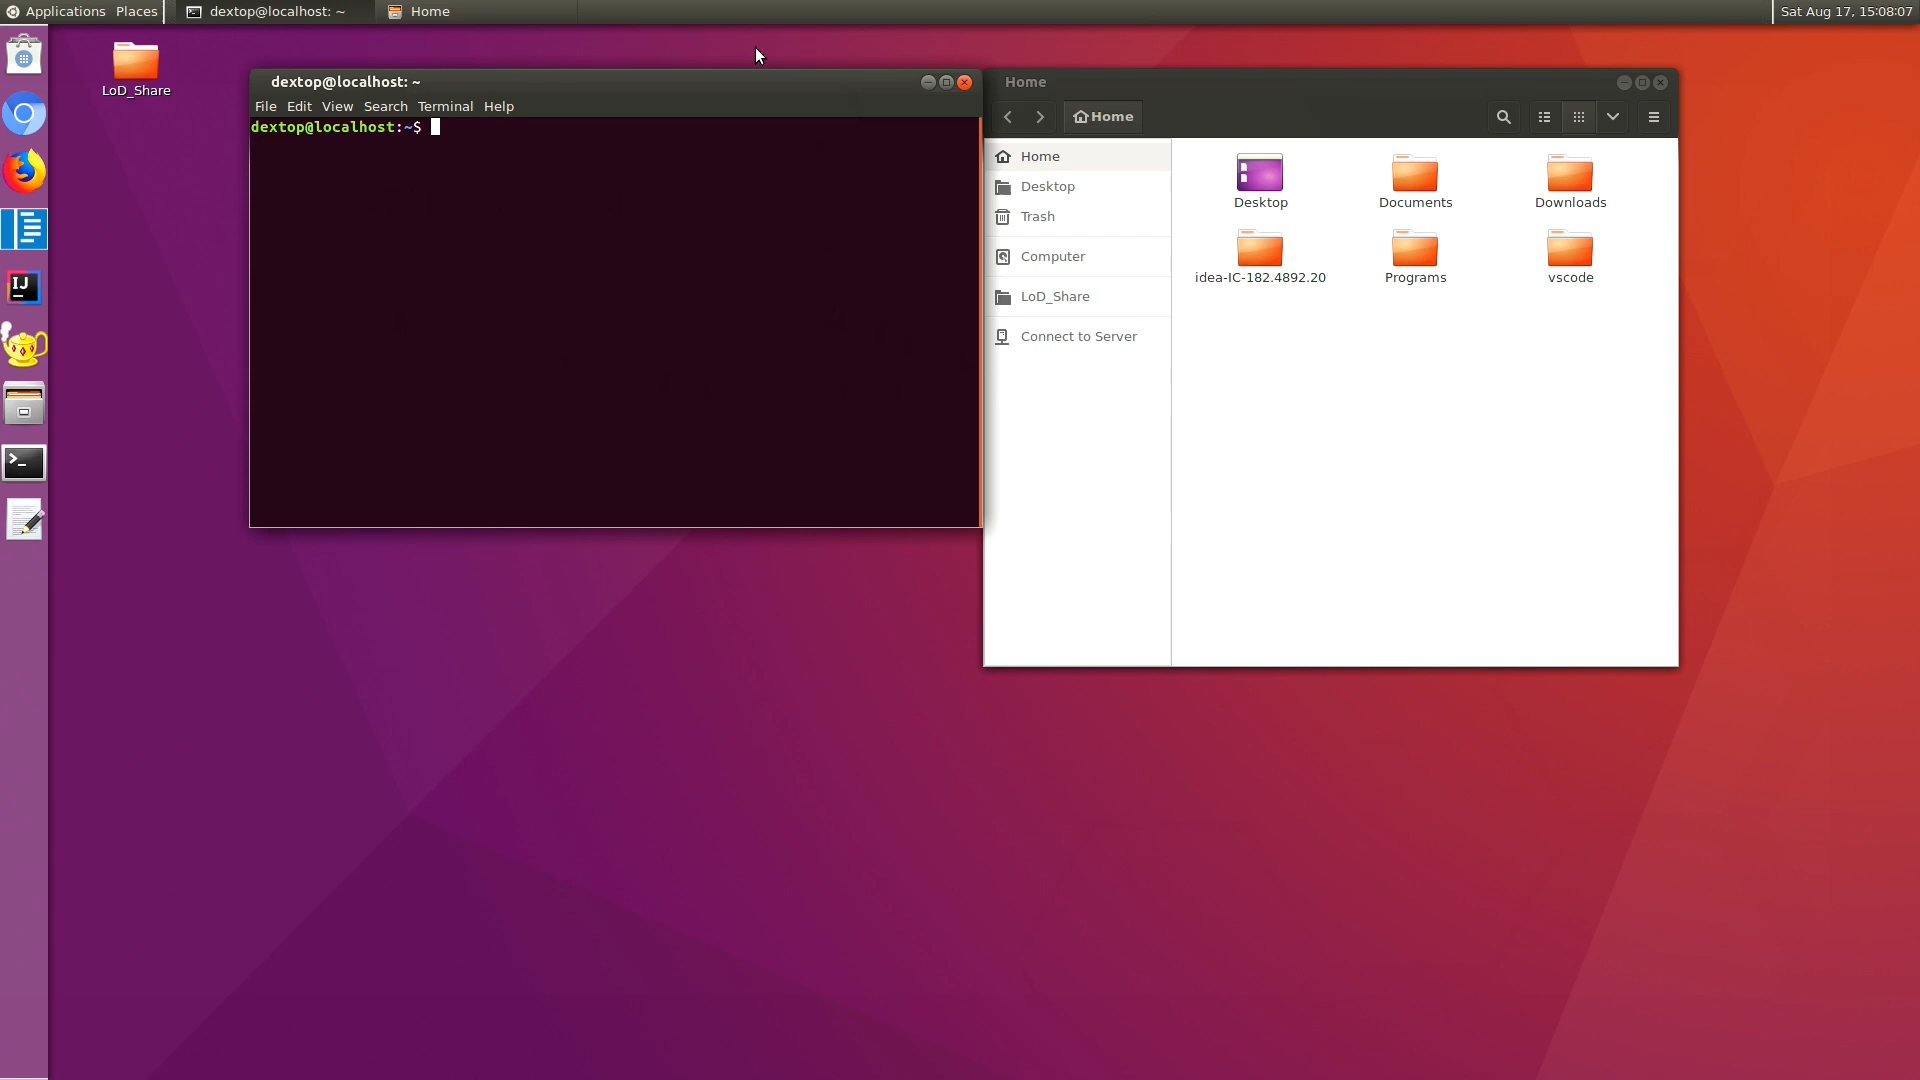 Applications Places dextop@localhost: ~ Home Sat Aug 17, 15:08:07
LoD_Share
IJ
>_
dextop@localhost: ~
File Edit View Search Terminal Help
dextop@localhost:~$
Home
Home
Home
Desktop
Trash
Computer
LoD_Share
Connect to Server
Desktop Documents Downloads
idea-IC-182.4892.20 Programs vscode